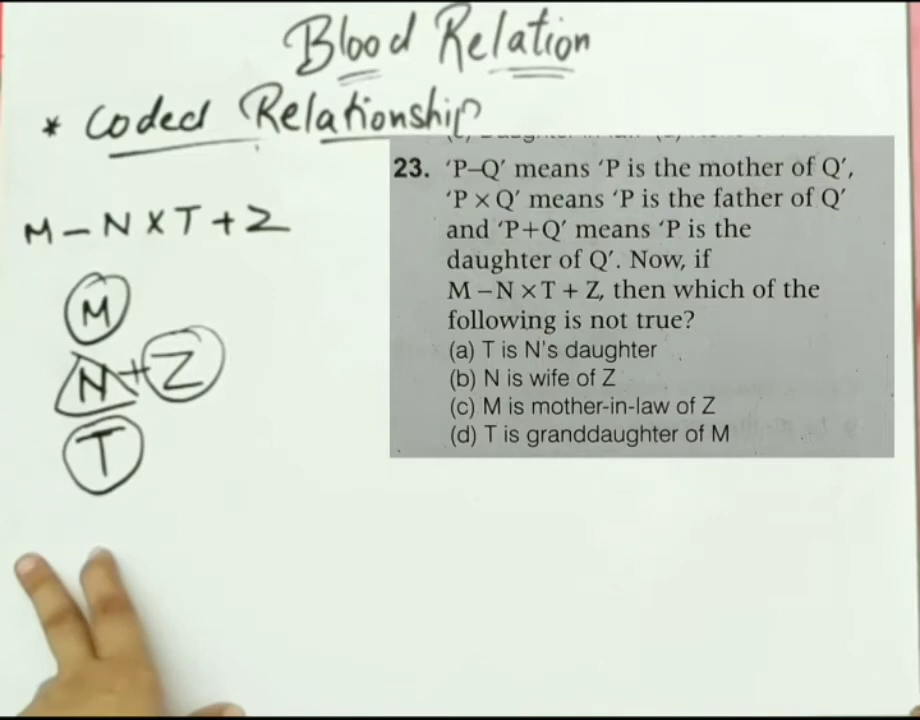 Blood Relation
* Coded Relationship
23. 'P–Q' means 'P is the mother of Q',
'P × Q' means 'P is the father of Q'
and 'P+Q' means 'P is the
daughter of Q'. Now, if
M – N × T + Z, then which of the
following is not true?
(a) T is N's daughter
(b) N is wife of Z
(c) M is mother-in-law of Z
(d) T is granddaughter of M
M – N × T + Z
M
N + Z
T